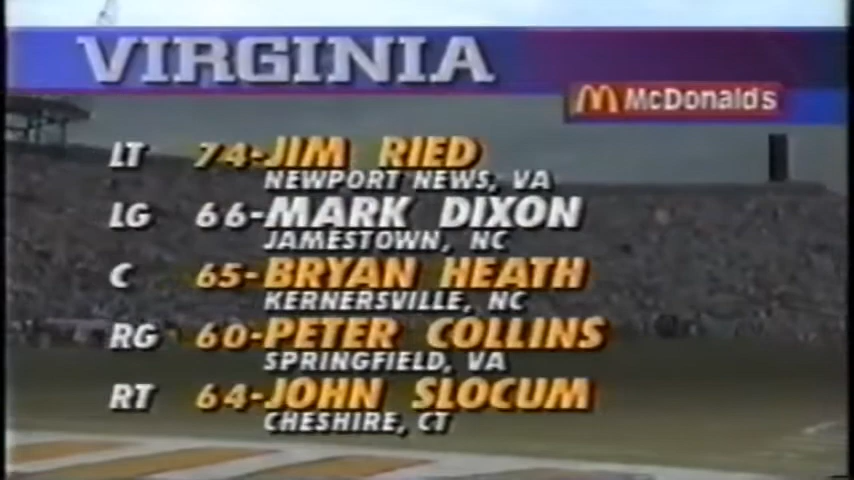 VIRGINIA
McDonald's
LT 74-JIM RIED
NEWPORT NEWS, VA
LG 66-MARK DIXON
JAMESTOWN, NC
C 65-BRYAN HEATH
KERNERSVILLE, NC
RG 60-PETER COLLINS
SPRINGFIELD, VA
RT 64-JOHN SLOCUM
CHESHIRE, CT